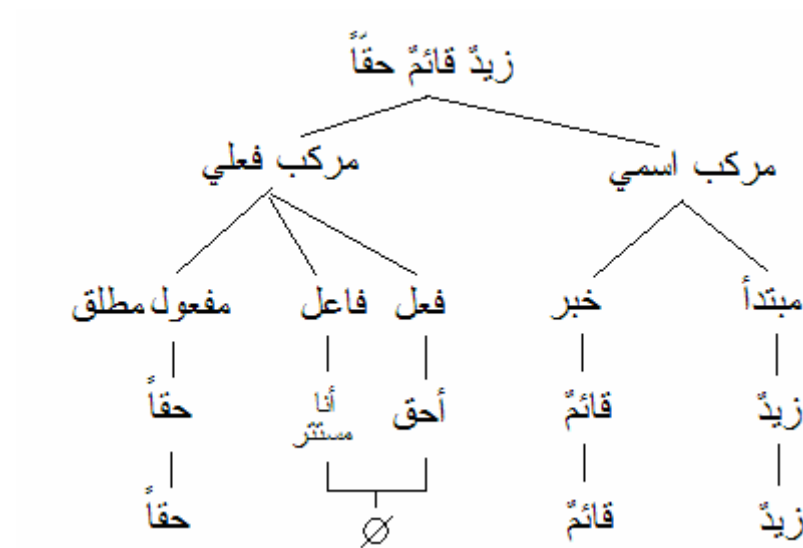 زيدٌ قائمٌ حقّاً
مركب اسمي مركب فعلي
مبتدأ خبر فعل فاعل مفعول مطلق
زيدٌ قائمٌ أحق أنا مستتر حقاً
زيدٌ قائمٌ ∅ حقاً